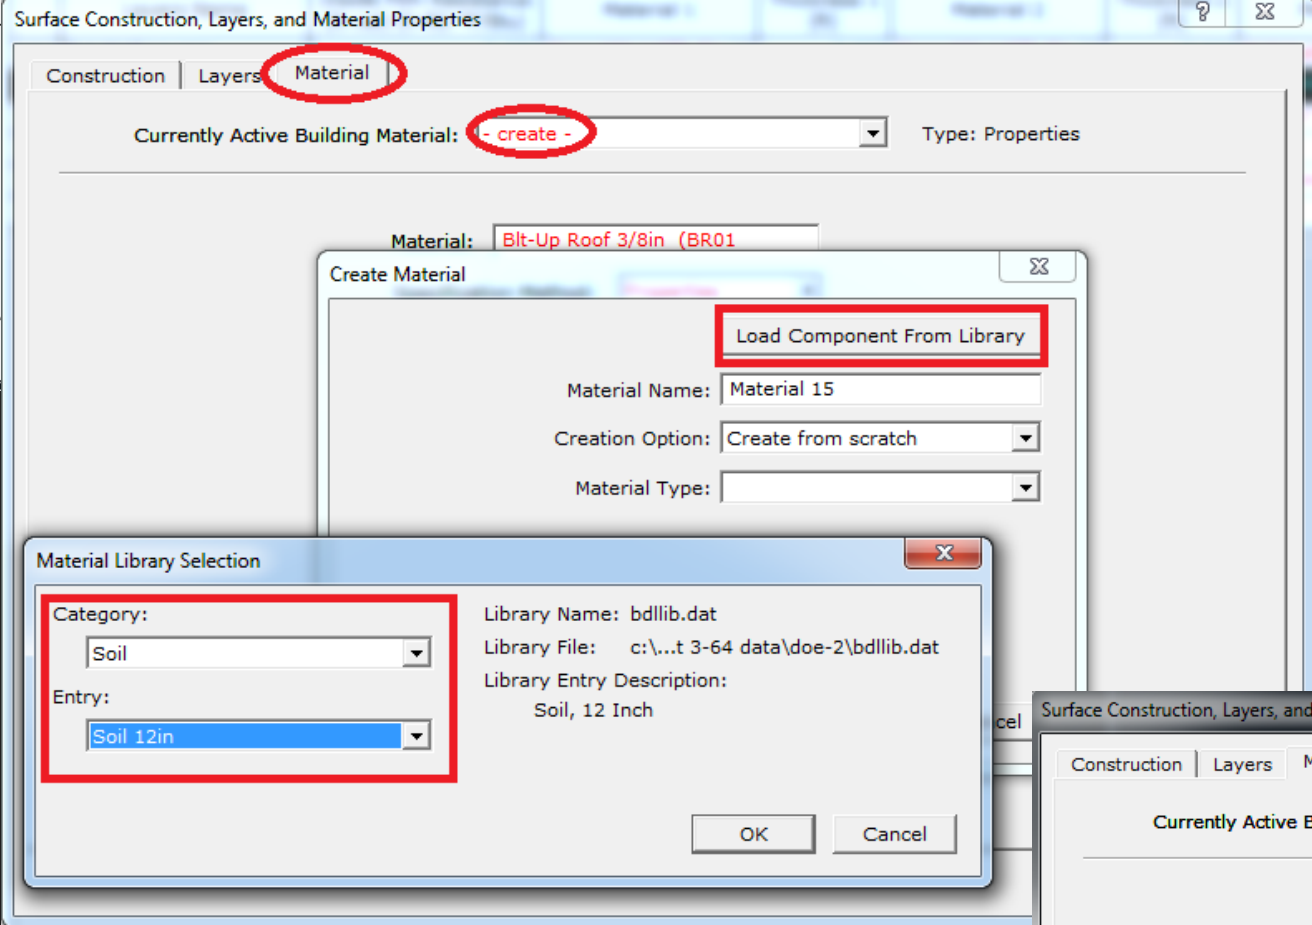 Surface Construction, Layers, and Material Properties
Construction
Layers
Material
Currently Active Building Material:
- create -
Type: Properties
Material:
Blt-Up Roof 3/8in (BR01
Create Material
Load Component From Library
Material Name:
Material 15
Creation Option:
Create from scratch
Material Type:
Material Library Selection
Category:
Soil
Entry:
Soil 12in
Library Name: bdllib.dat
Library File: c:\...t 3-64 data\doe-2\bdllib.dat
Library Entry Description:
Soil, 12 Inch
OK
Cancel
cel
Surface Construction, Layers, and
Construction
Layers
M
Currently Active B